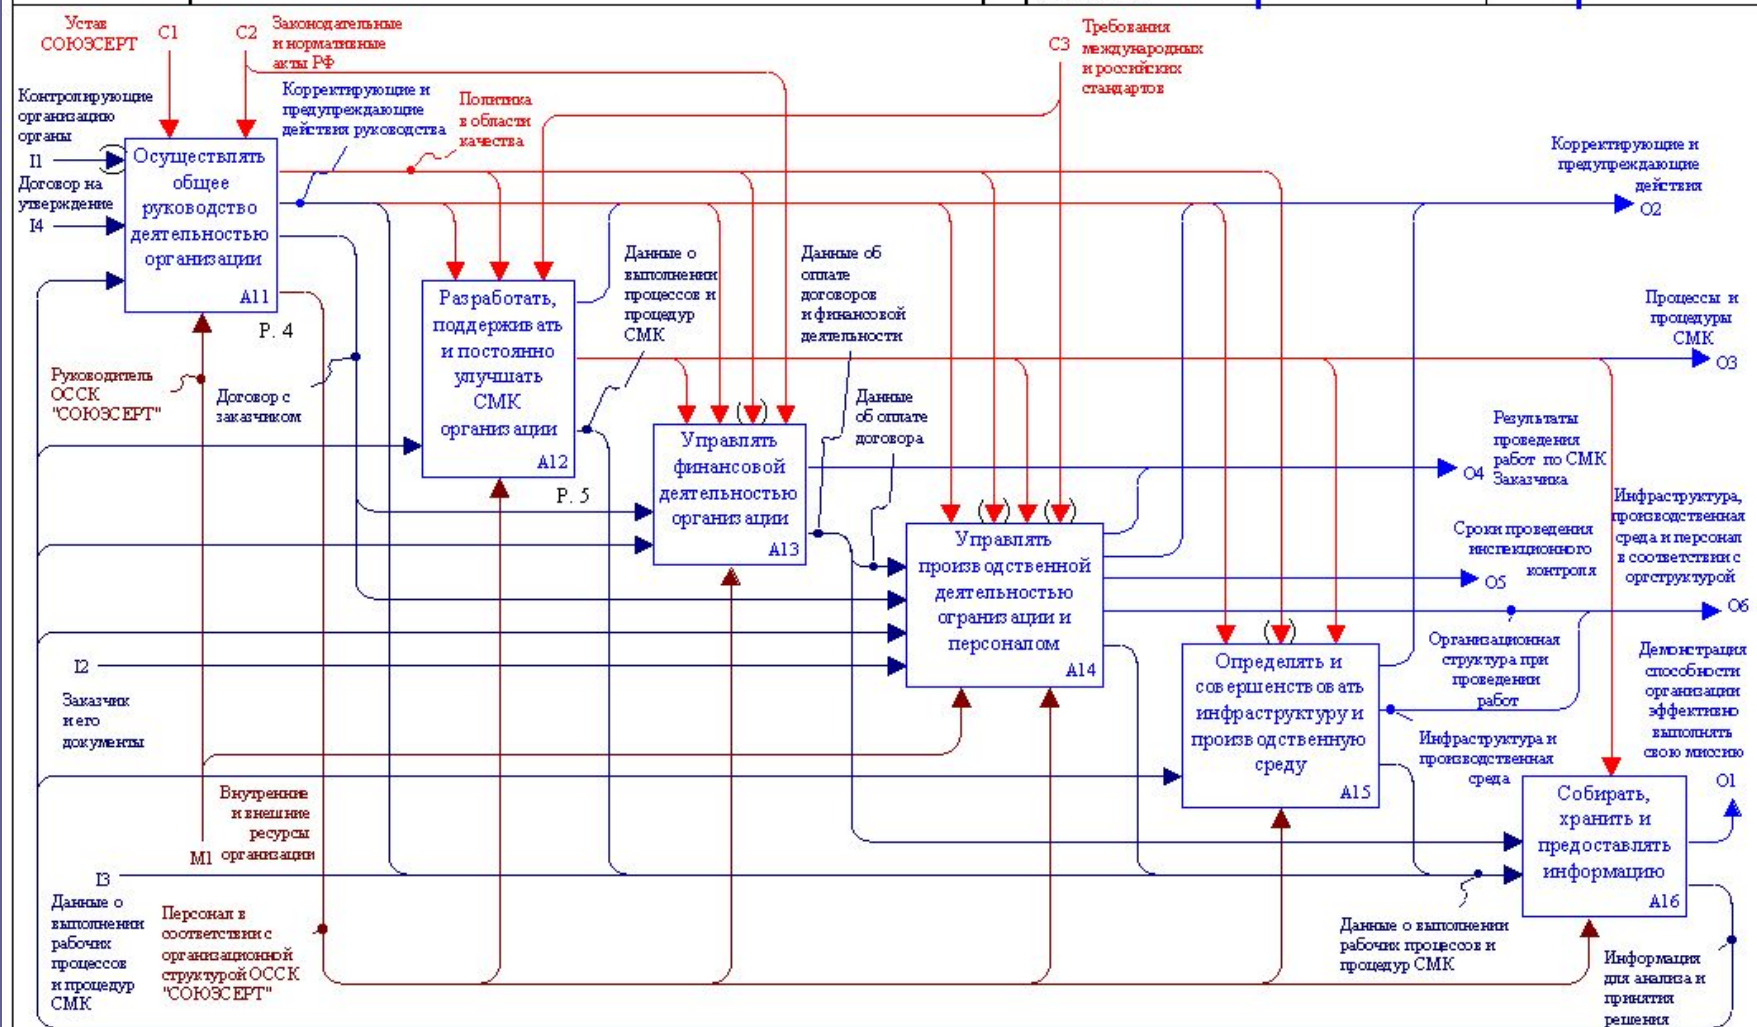 Устав
СОЮЗСЕРТ
C1
C2
Законодательные
и нормативные
акты РФ
C3
Требования
международных
и российских
стандартов
Контролирующие
организацию
органы
I1
Договор на
утверждение
I4
Корректирующие и
предупреждающие
действия руководства
Политика
в области
качества
Осуществлять
общее
руководство
деятельностью
организации
A11
Р. 4
Корректирующие и
предупреждающие
действия
O2
Данные о
выполнении
процессов и
процедур
СМК
Данные об
оплате
договоров
и финансовой
деятельности
Разработать,
поддерживать
и постоянно
улучшать
СМК
организации
A12
Р. 5
Процессы и
процедуры
СМК
O3
Руководитель
ОССК
"СОЮЗСЕРТ"
Договор с
заказчиком
Данные
об оплате
договора
Управлять
финансовой
деятельностью
организации
A13
Результаты
проведения
работ по СМК
Заказчика
O4
Инфраструктура,
производственная
среда и персонал
в соответствии с
оргструктурой
O6
Сроки проведения
инспекционного
контроля
O5
Управлять
производственной
деятельностью
огранизации и
персоналом
A14
Организационная
структура при
проведении
работ
Демонстрация
способности
организации
эффективно
выполнять
свою миссию
O1
I2
Заказчик
и его
документы
Определять и
совершенствовать
инфраструктуру и
производственную
среду
A15
Инфраструктура и
производственная
среда
Внутренние
и внешние
ресурсы
организации
M1
Собирать,
хранить и
предоставлять
информацию
A16
I3
Данные о
выполнении
рабочих
процессов
и процедур
СМК
Персонал в
соответствии с
организационной
структурой ОССК
"СОЮЗСЕРТ"
Данные о выполнении
рабочих процессов и
процедур СМК
Информация
для анализа и
принятия
решения